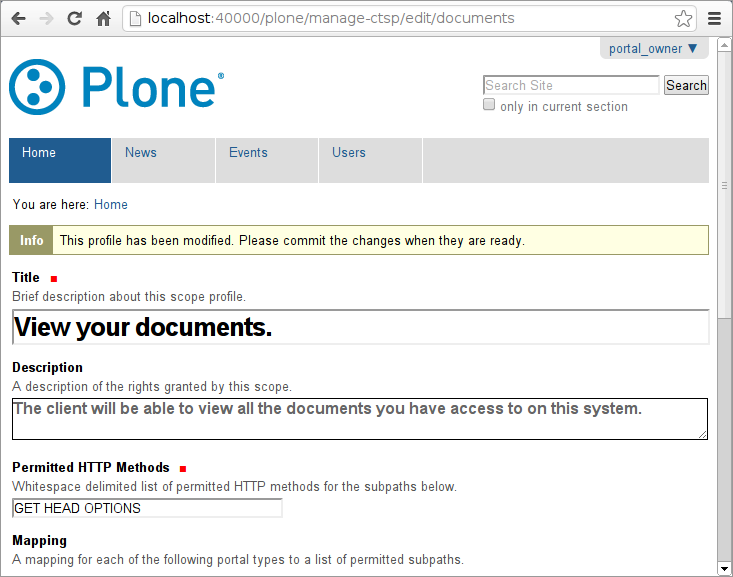 localhost:40000/plone/manage-ctsp/edit/documents
portal_owner ▼
Plone®
Search Site
Search
only in current section
Home
News
Events
Users
You are here: Home
Info This profile has been modified. Please commit the changes when they are ready.
Title
Brief description about this scope profile.
View your documents.
Description
A description of the rights granted by this scope.
The client will be able to view all the documents you have access to on this system.
Permitted HTTP Methods
Whitespace delimited list of permitted HTTP methods for the subpaths below.
GET HEAD OPTIONS
Mapping
A mapping for each of the following portal types to a list of permitted subpaths.